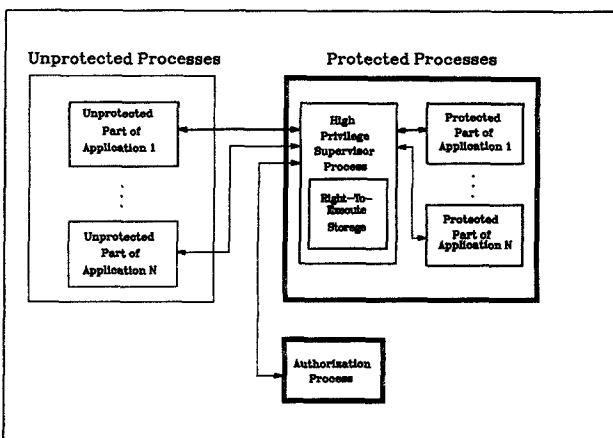 Unprotected Processes
Protected Processes
Unprotected
Part of
Application 1
Unprotected
Part of
Application N
High
Privilege
Supervisor
Process
Right-To-
Execute
Storage
Protected
Part of
Application 1
Protected
Part of
Application N
Authorization
Process